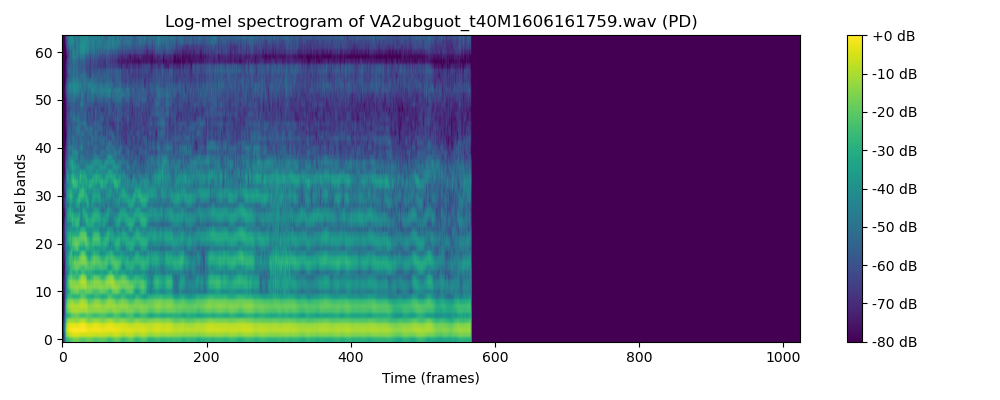 Log-mel spectrogram of VA2ubguot_t40M1606161759.wav (PD)
Mel bands
60
50
40
30
20
10
0
0 200 400 600 800 1000
Time (frames)
+0 dB
-10 dB
-20 dB
-30 dB
-40 dB
-50 dB
-60 dB
-70 dB
-80 dB